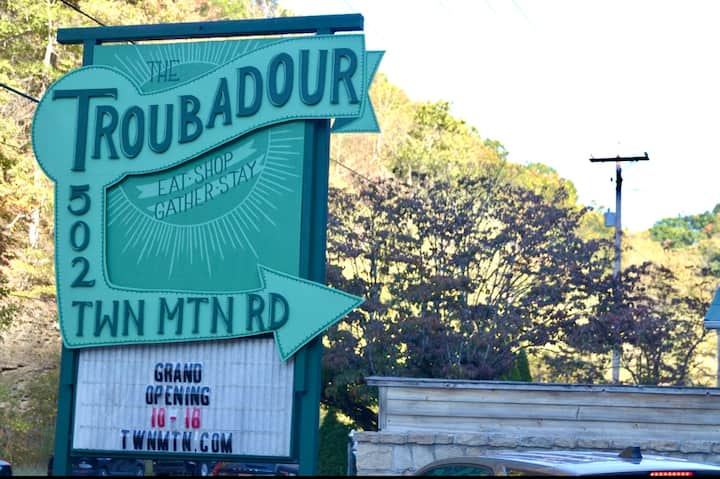 THE
TROUBADOUR
EAT · SHOP
GATHER · STAY
502
TWN MTN RD
GRAND
OPENING
10 - 18
TWNMTN.COM